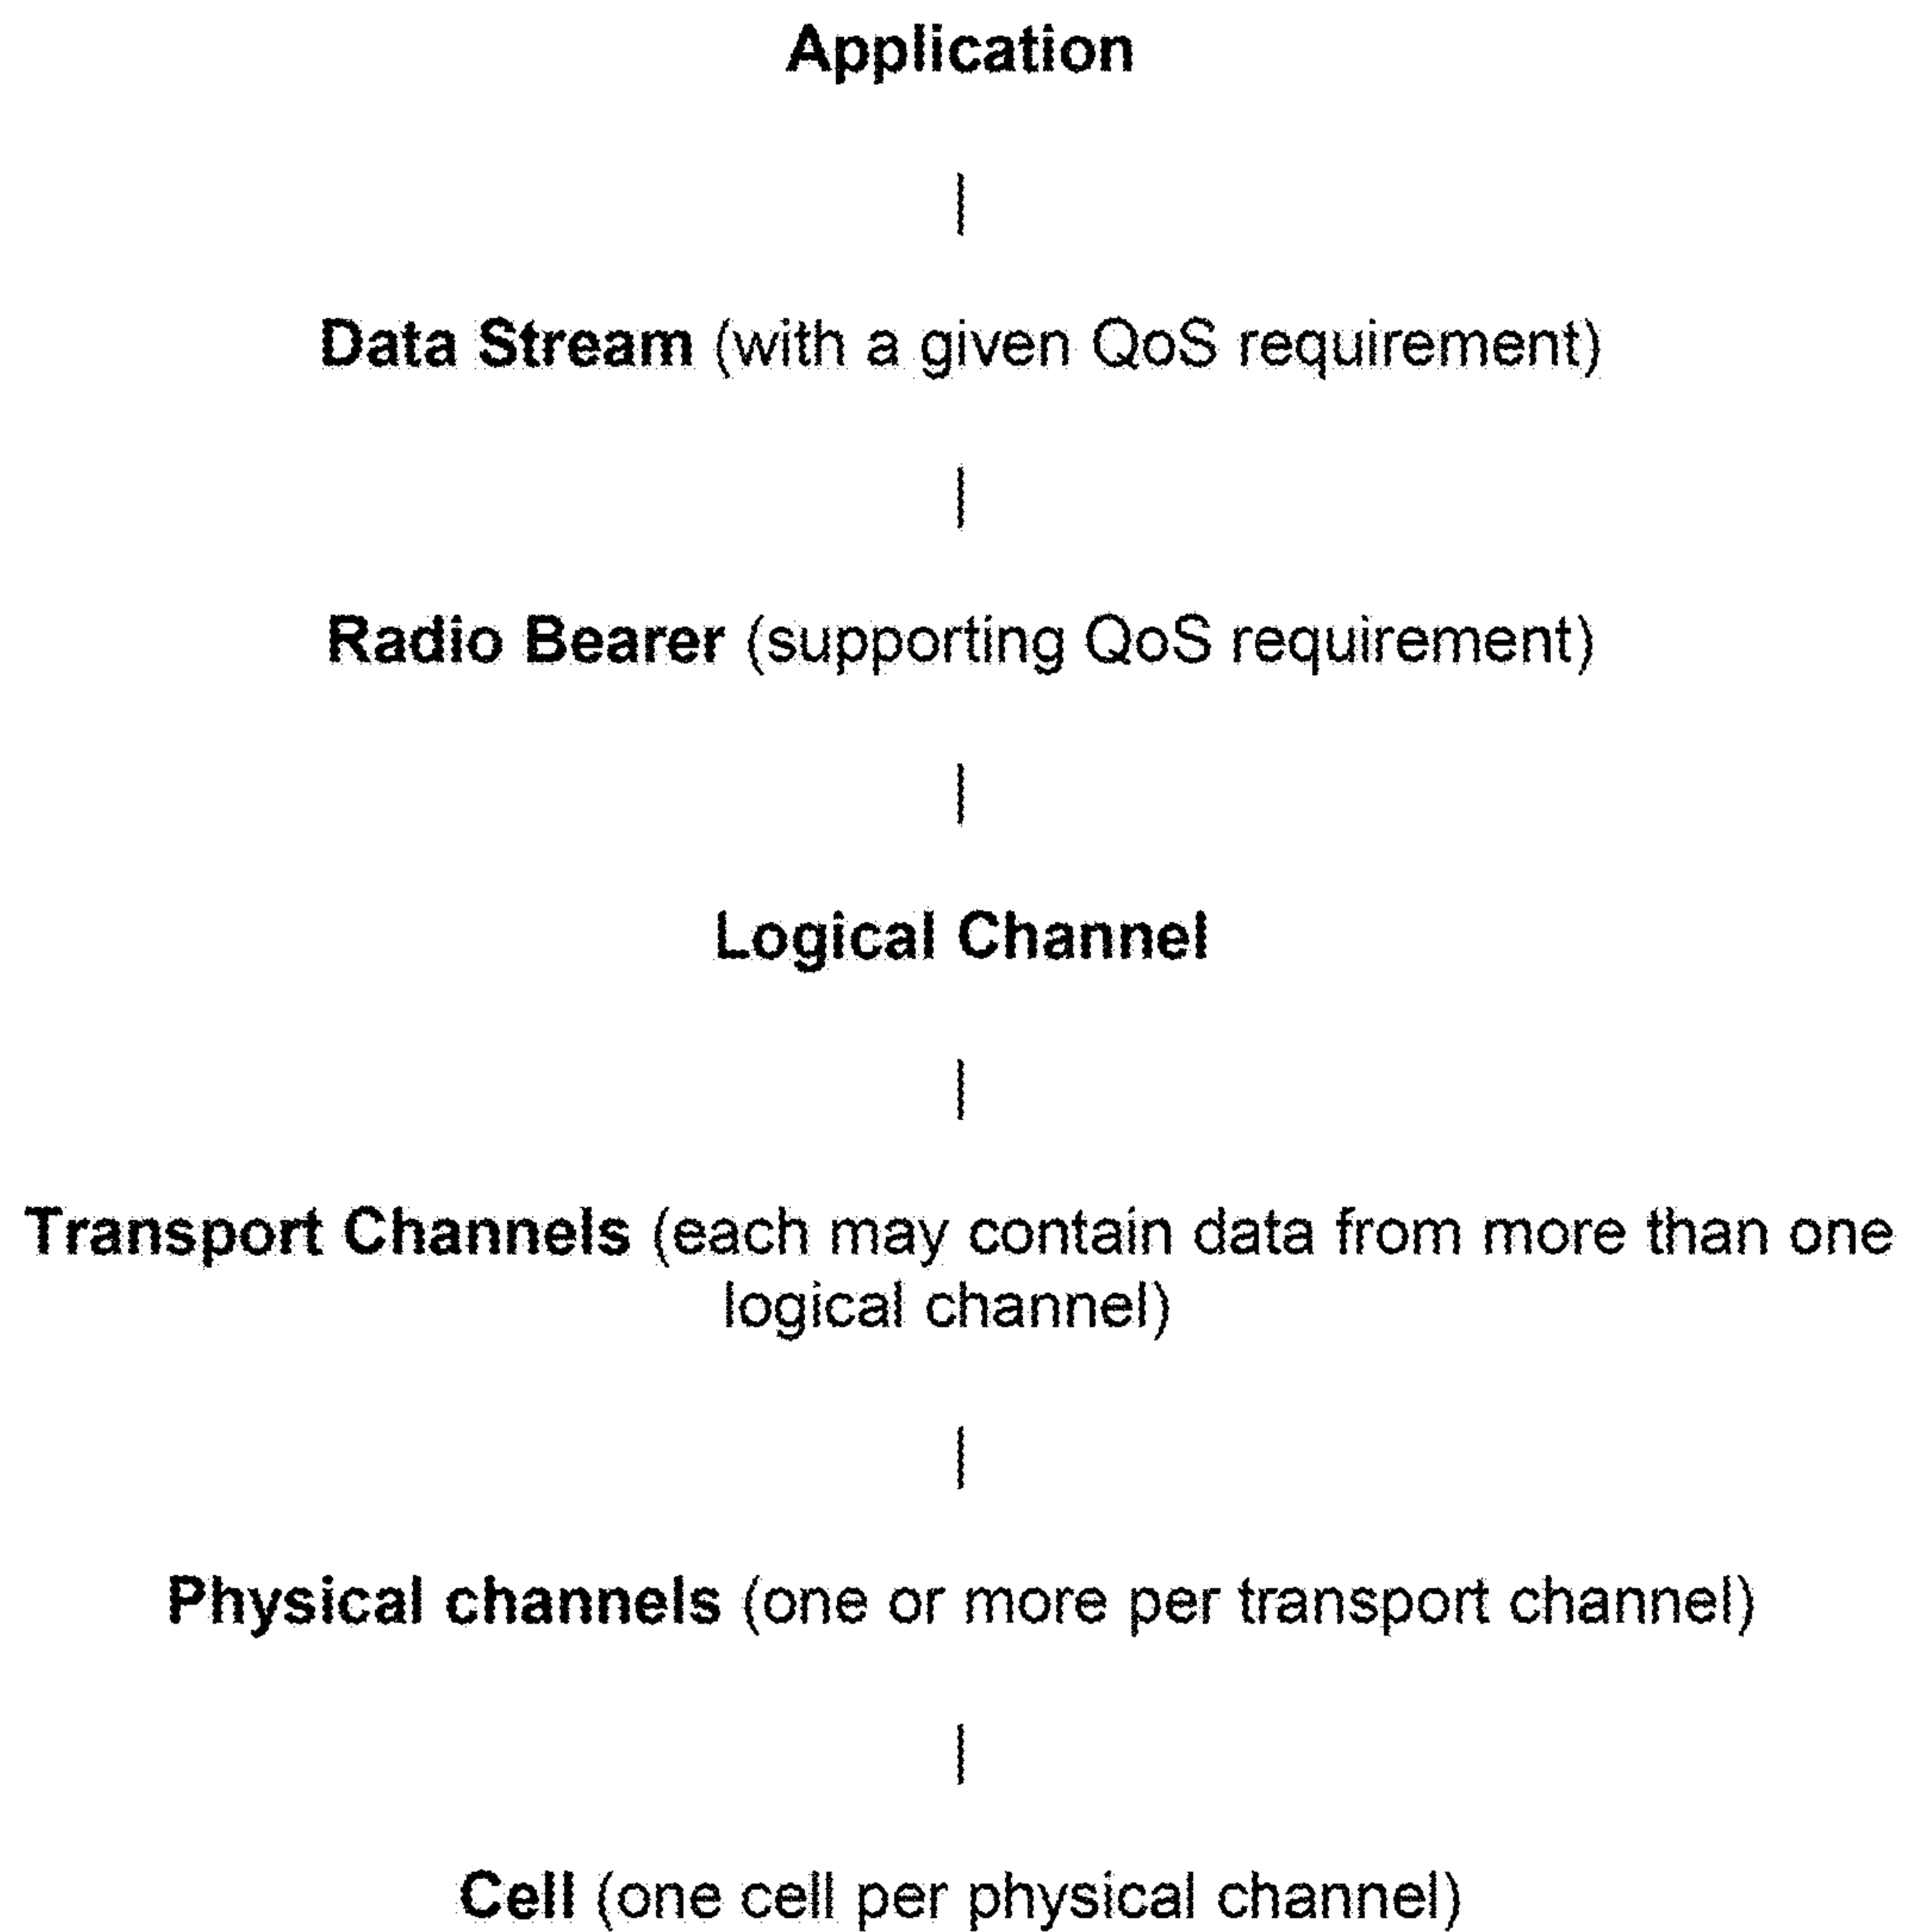 Application
Data Stream (with a given QoS requirement)
Radio Bearer (supporting QoS requirement)
Logical Channel
Transport Channels (each may contain data from more than one
logical channel)
Physical channels (one or more per transport channel)
Cell (one cell per physical channel)